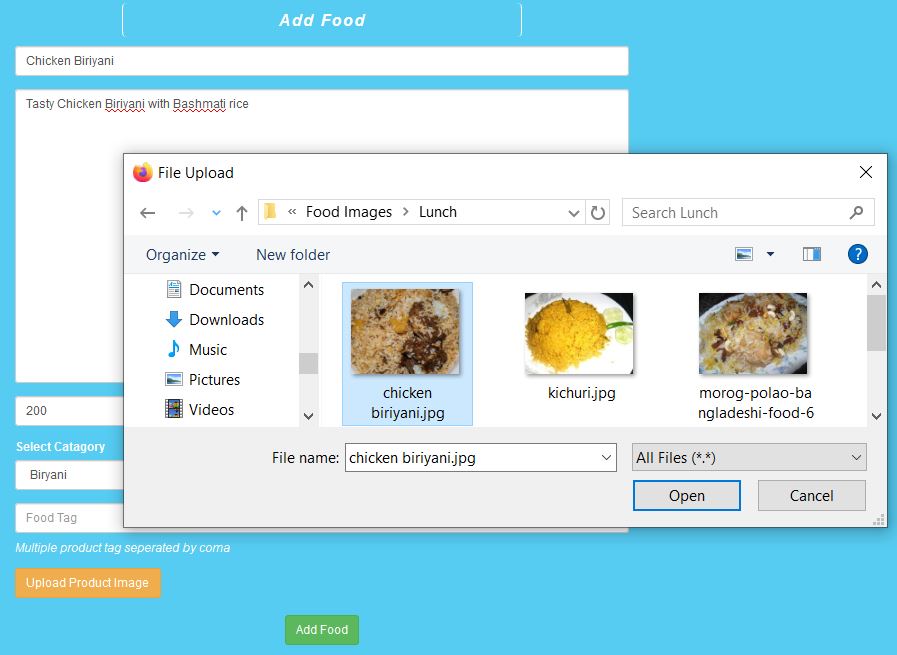 Add Food
Chicken Biriyani
Tasty Chicken Biriyani with Bashmati rice
File Upload
« Food Images > Lunch
Search Lunch
Organize
New folder
?
Documents
Downloads
Music
Pictures
Videos
chicken
biriyani.jpg
kichuri.jpg
morog-polao-ba
ngladeshi-food-6
File name:
chicken biriyani.jpg
All Files (*.*)
Open
Cancel
200
Select Catagory
Biryani
Food Tag
Multiple product tag seperated by coma
Upload Product Image
Add Food